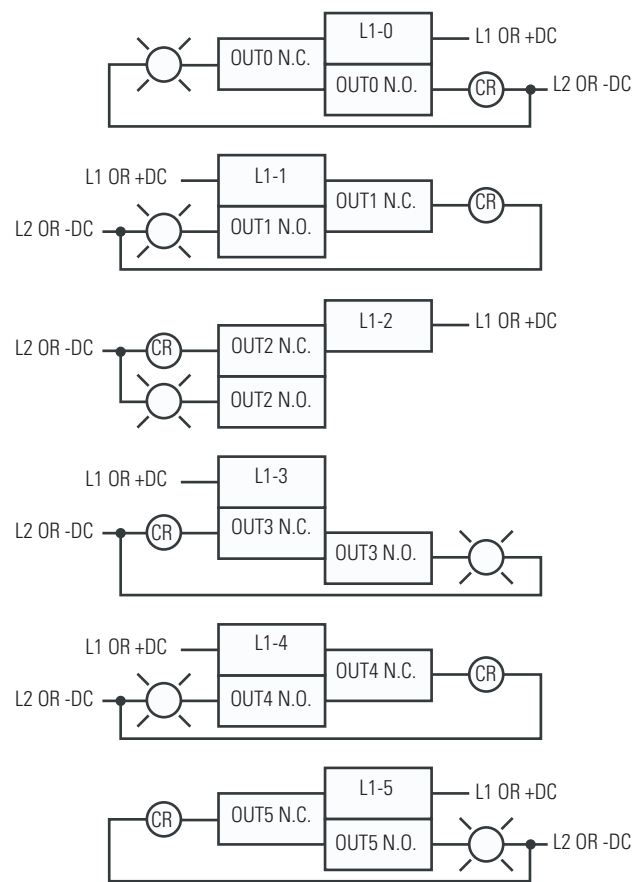 L1-0
L1 OR +DC
OUT0 N.C.
OUT0 N.O.
CR
L2 OR -DC
L1 OR +DC
L1-1
OUT1 N.C.
CR
L2 OR -DC
OUT1 N.O.
L1-2
L1 OR +DC
L2 OR -DC
CR
OUT2 N.C.
OUT2 N.O.
L1 OR +DC
L1-3
L2 OR -DC
CR
OUT3 N.C.
OUT3 N.O.
L1 OR +DC
L1-4
OUT4 N.C.
CR
L2 OR -DC
OUT4 N.O.
L1-5
L1 OR +DC
CR
OUT5 N.C.
OUT5 N.O.
L2 OR -DC